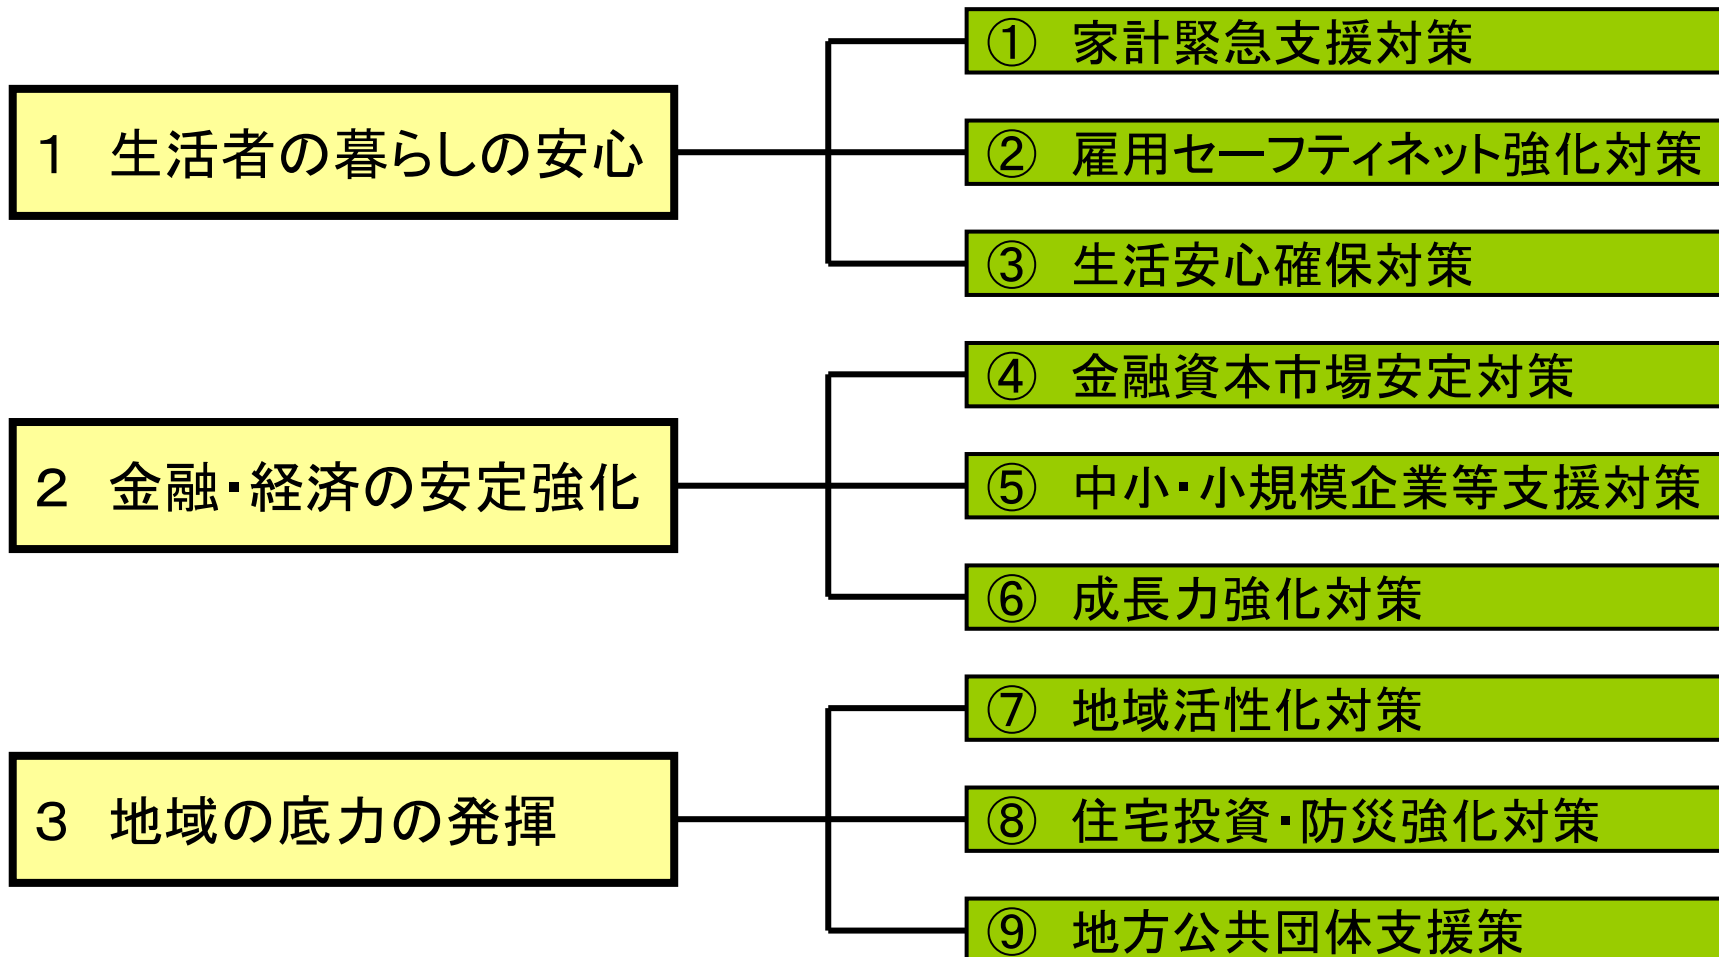 1　生活者の暮らしの安心
①　家計緊急支援対策
②　雇用セーフティネット強化対策
③　生活安心確保対策
2　金融・経済の安定強化
④　金融資本市場安定対策
⑤　中小・小規模企業等支援対策
⑥　成長力強化対策
3　地域の底力の発揮
⑦　地域活性化対策
⑧　住宅投資・防災強化対策
⑨　地方公共団体支援策